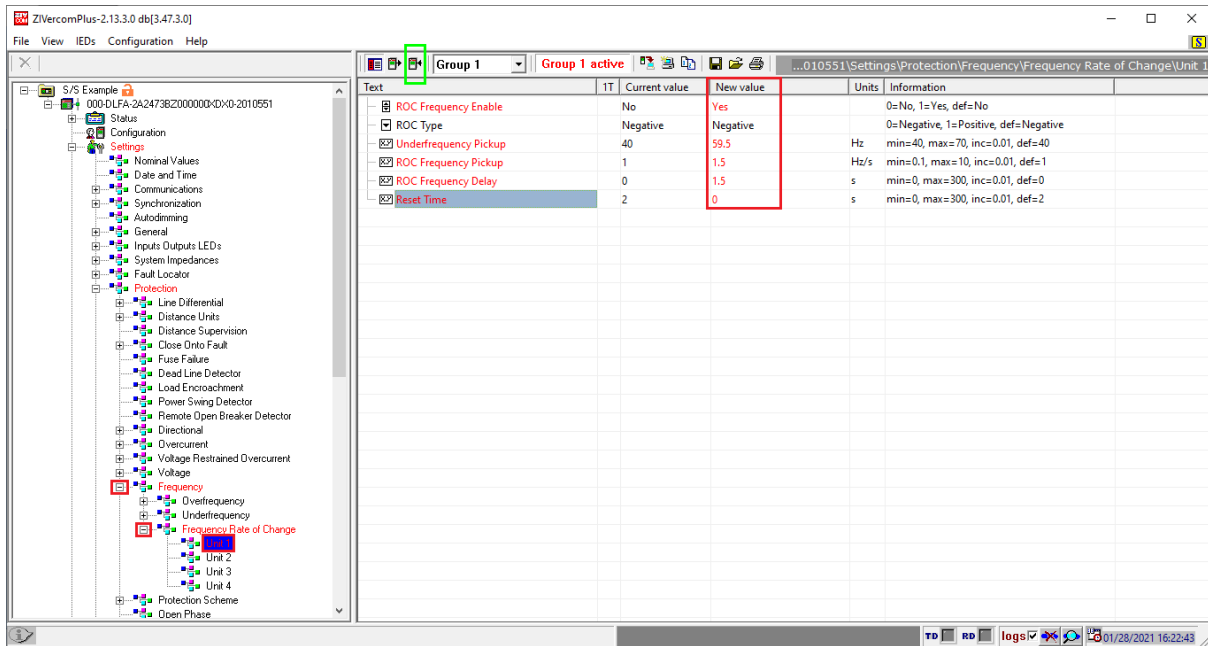 ZIV COM ZIVercomPlus-2.13.3.0 db[3.47.3.0]
File View IEDs Configuration Help
S
Group 1 Group 1 active ...010551\Settings\Protection\Frequency\Frequency Rate of Change\Unit 1
S/S Example
000-DLFA-2A2473BZ000000XDX0-2010551
Status
Configuration
Settings
Nominal Values
Date and Time
Communications
Synchronization
Autodimming
General
Inputs Outputs LEDs
System Impedances
Fault Locator
Protection
Line Differential
Distance Units
Distance Supervision
Close Onto Fault
Fuse Failure
Dead Line Detector
Load Encroachment
Power Swing Detector
Remote Open Breaker Detector
Directional
Overcurrent
Voltage Restrained Overcurrent
Voltage
Frequency
Overfrequency
Underfrequency
Frequency Rate of Change
Unit 1
Unit 2
Unit 3
Unit 4
Protection Scheme
Open Phase
Text 1T Current value New value Units Information
ROC Frequency Enable No Yes 0=No, 1=Yes, def=No
ROC Type Negative Negative 0=Negative, 1=Positive, def=Negative
Underfrequency Pickup 40 59.5 Hz min=40, max=70, inc=0.01, def=40
ROC Frequency Pickup 1 1.5 Hz/s min=0.1, max=10, inc=0.01, def=1
ROC Frequency Delay 0 1.5 s min=0, max=300, inc=0.01, def=0
Reset Time 2 0 s min=0, max=300, inc=0.01, def=2
TD RD logs 01/28/2021 16:22:43